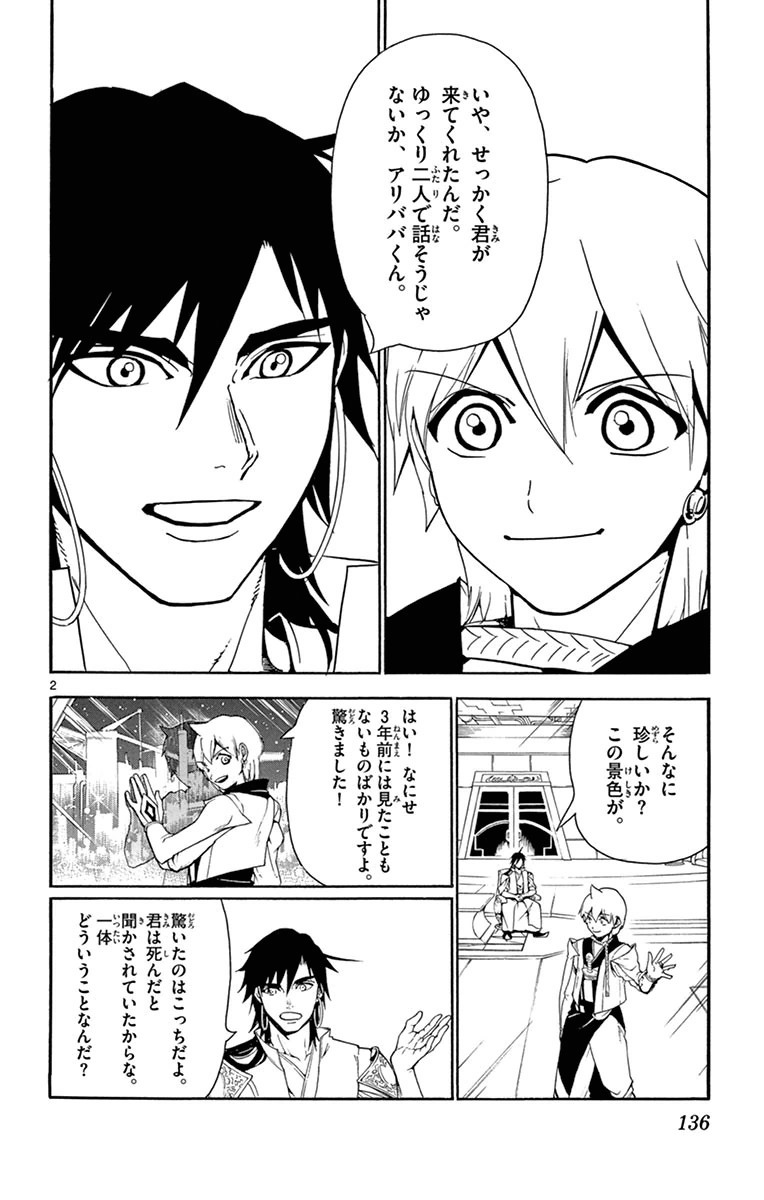 いや、せっかく君が
来てくれたんだ。
ゆっくり二人で話そうじゃ
ないか、アリババくん。
2
そんなに
珍しいか?
この景色が。
はい!なにせ
3年前には見たことも
ないものばかりですよ。
驚きました!
驚いたのはこっちだよ。
君は死んだと
聞かされていたからな。
一体
どういうことなんだ?
136